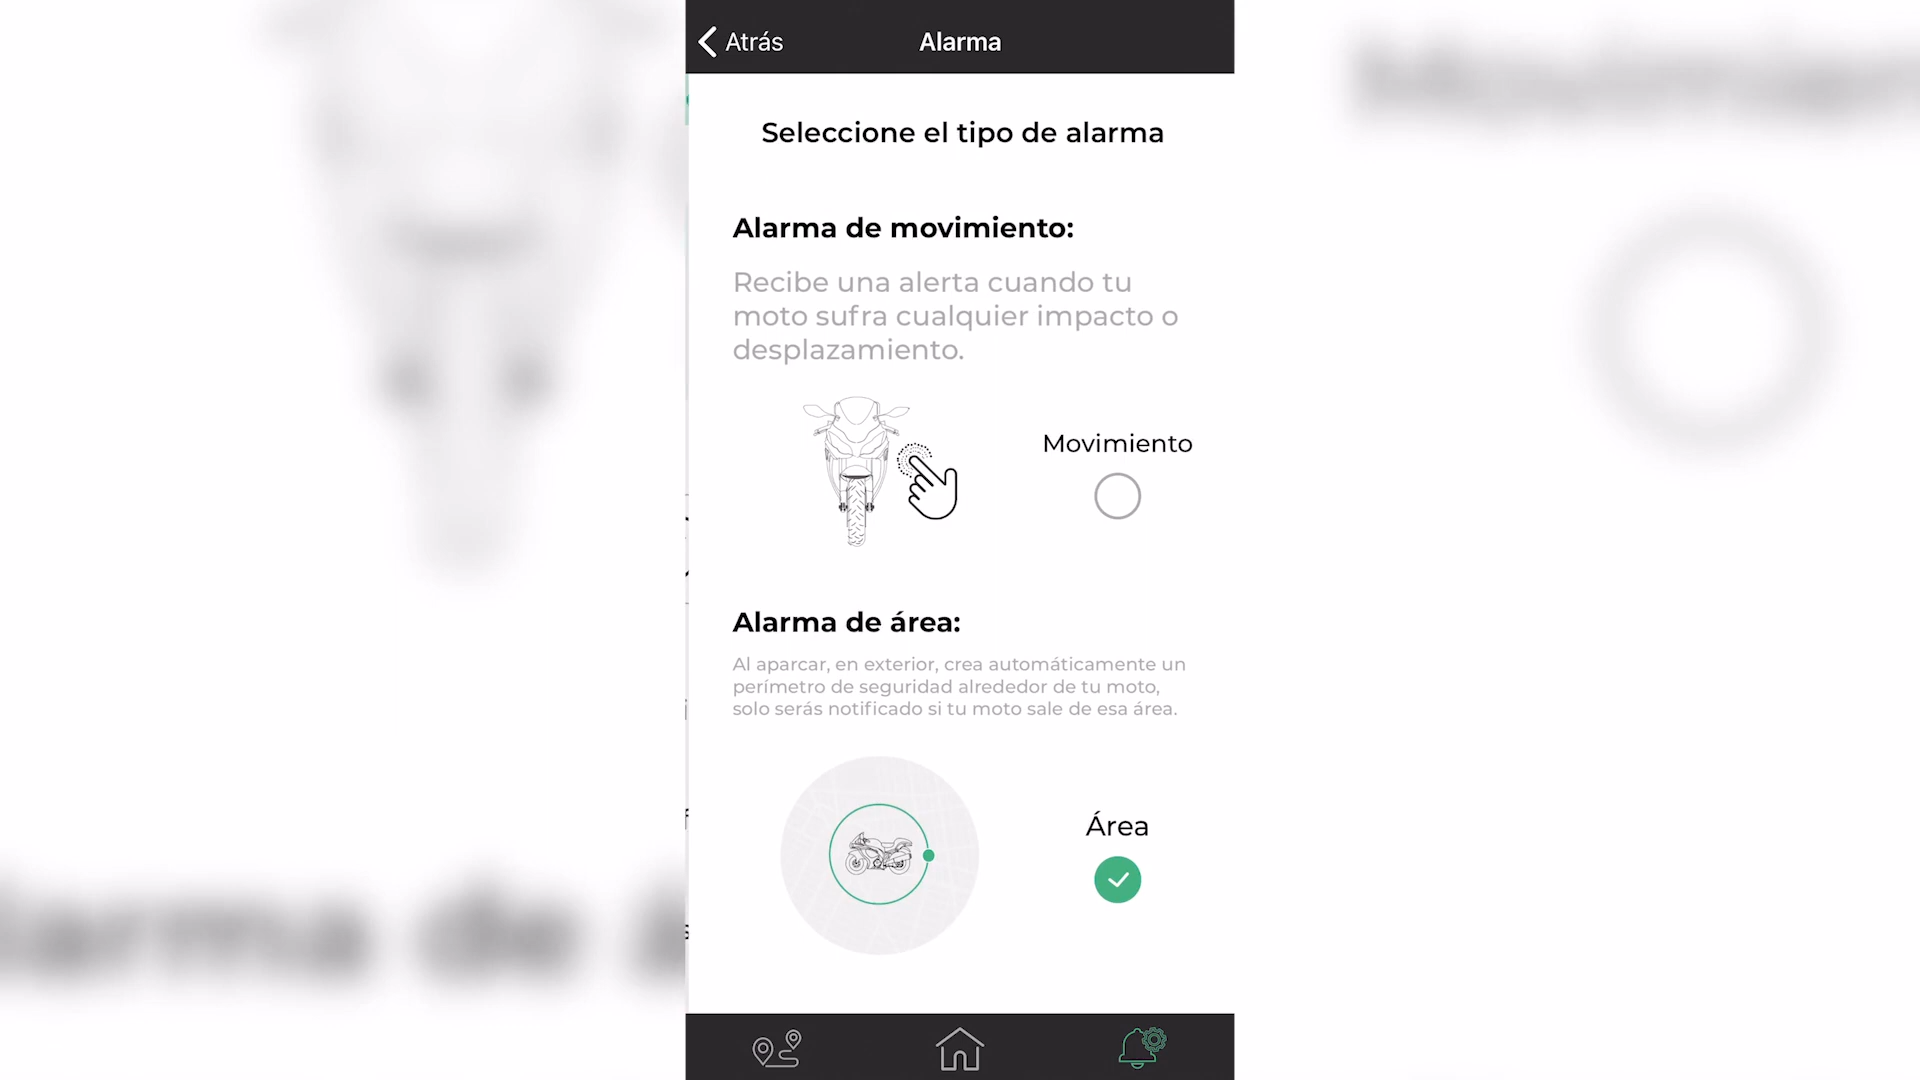 Atrás
Alarma
Seleccione el tipo de alarma
Alarma de movimiento:
Recibe una alerta cuando tu
moto sufra cualquier impacto o
desplazamiento.
Movimiento
Alarma de área:
Al aparcar, en exterior, crea automáticamente un
perímetro de seguridad alrededor de tu moto,
solo serás notificado si tu moto sale de esa área.
Área